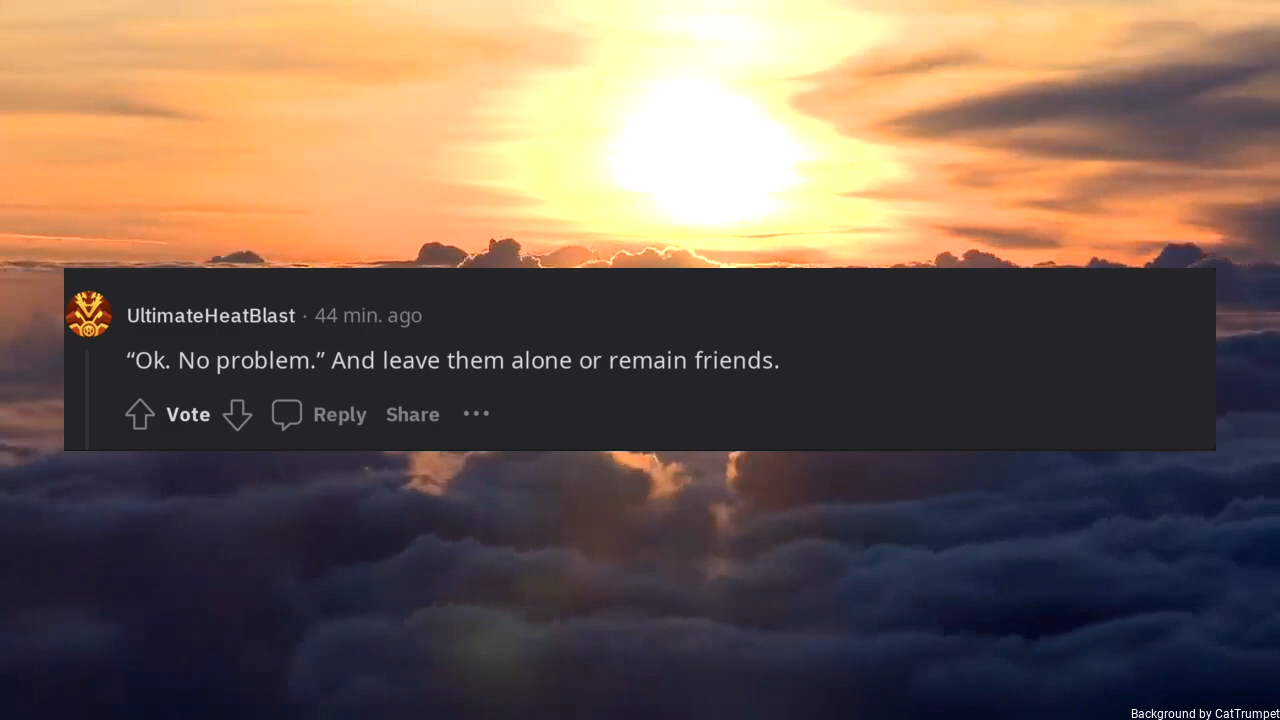 UltimateHeatBlast · 44 min. ago
“Ok. No problem.” And leave them alone or remain friends.
Vote Reply Share •••
Background by CatTrumpet